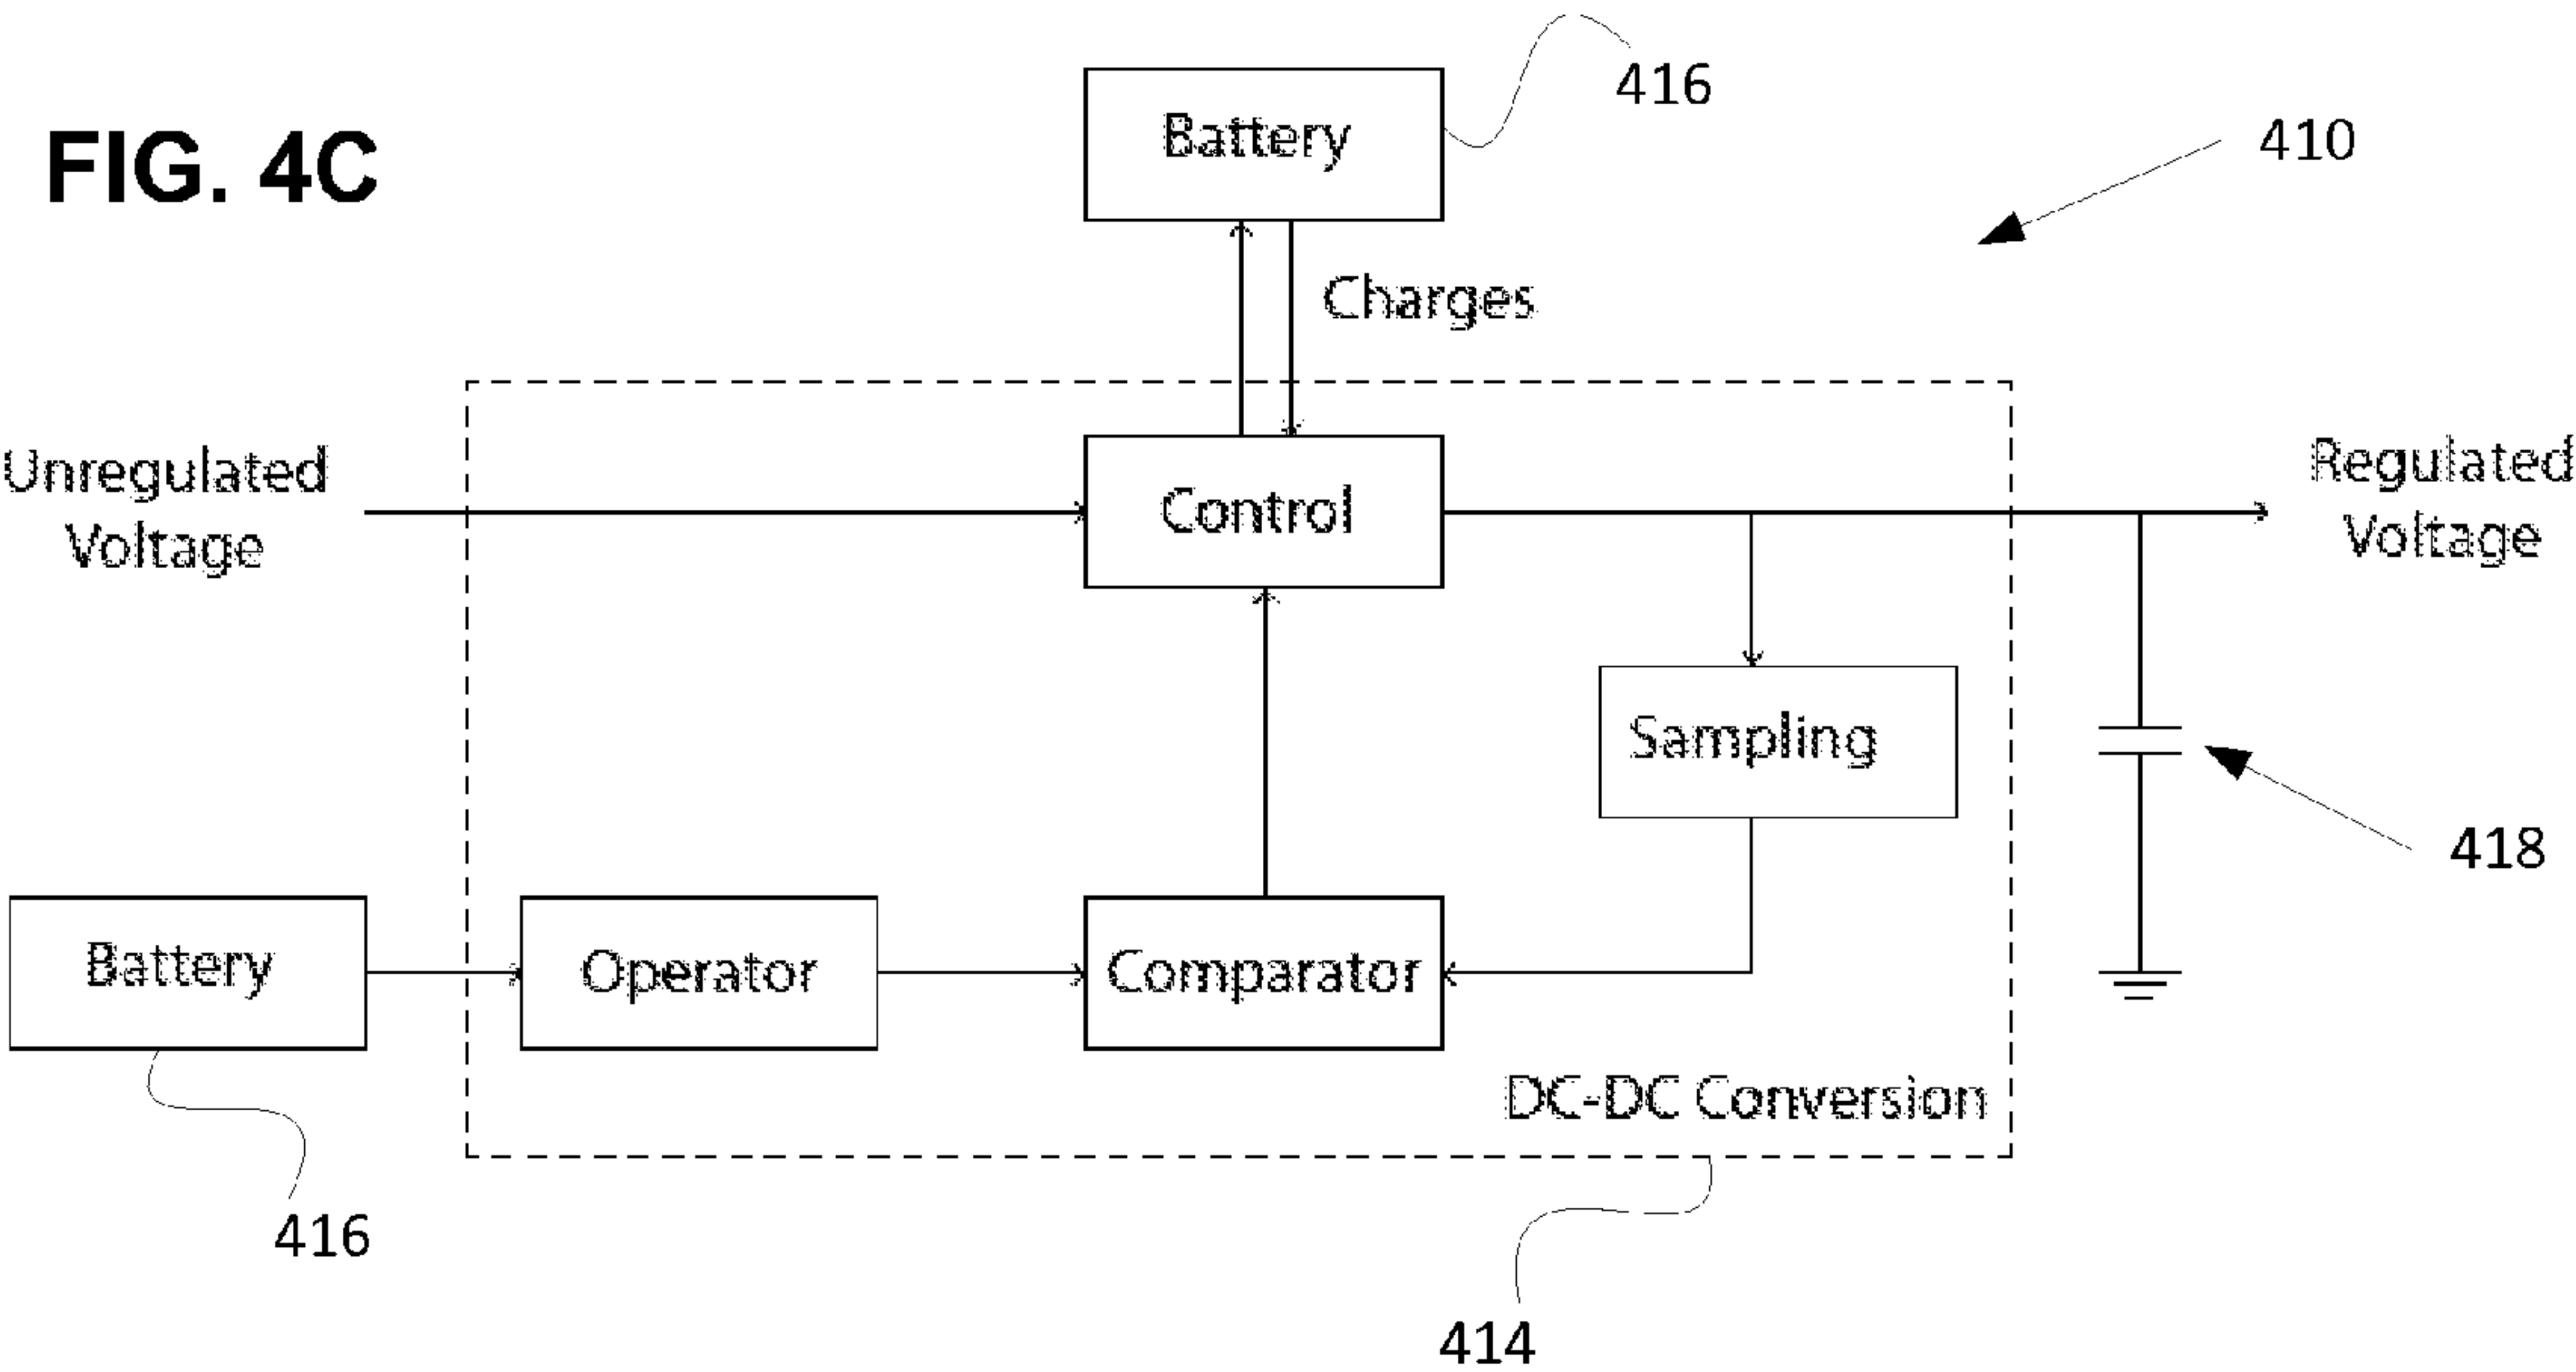 FIG. 4C
Battery
416
410
Charges
Unregulated
Voltage
Control
Regulated
Voltage
Sampling
418
Battery
Operator
Comparator
DC-DC Conversion
416
414